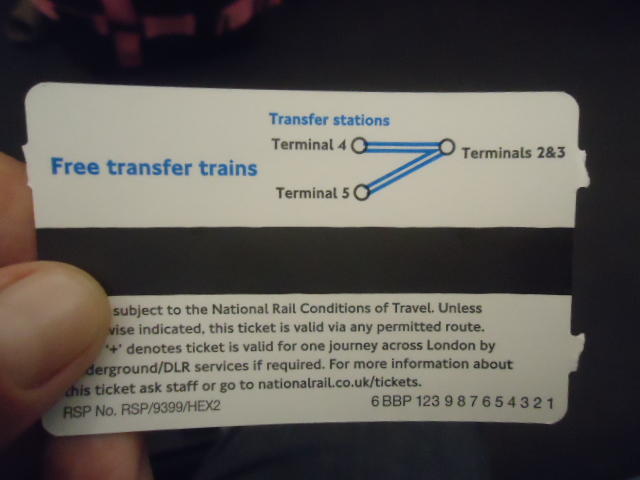 Transfer stations
Terminal 4
Terminals 2&3
Free transfer trains
Terminal 5
subject to the National Rail Conditions of Travel. Unless
wise indicated, this ticket is valid via any permitted route.
'+' denotes ticket is valid for one journey across London by
derground/DLR services if required. For more information about
this ticket ask staff or go to nationalrail.co.uk/tickets.
RSP No. RSP/9399/HEX2
6 BBP 123 9 8 7 6 5 4 3 2 1